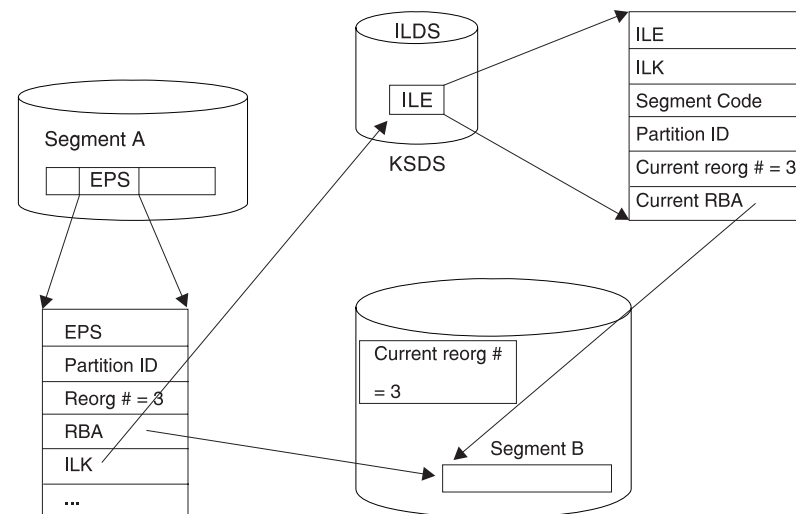 ILDS
ILE
KSDS
ILE
ILK
Segment Code
Partition ID
Current reorg # = 3
Current RBA
Segment A
EPS
EPS
Partition ID
Reorg # = 3
RBA
ILK
...
Current reorg #
= 3
Segment B